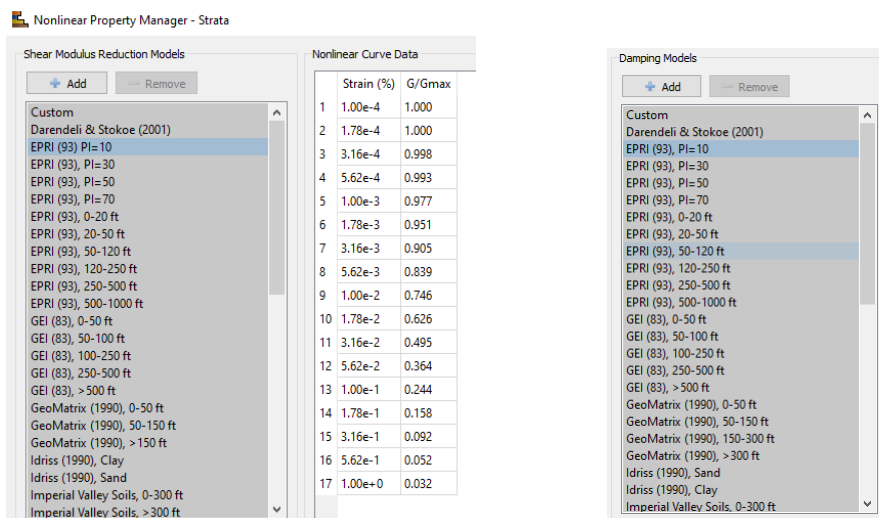 Nonlinear Property Manager - Strata
Shear Modulus Reduction Models
Add
Remove
Custom
Darendeli & Stokoe (2001)
EPRI (93) PI=10
EPRI (93), PI=30
EPRI (93), PI=50
EPRI (93), PI=70
EPRI (93), 0-20 ft
EPRI (93), 20-50 ft
EPRI (93), 50-120 ft
EPRI (93), 120-250 ft
EPRI (93), 250-500 ft
EPRI (93), 500-1000 ft
GEI (83), 0-50 ft
GEI (83), 50-100 ft
GEI (83), 100-250 ft
GEI (83), 250-500 ft
GEI (83), >500 ft
GeoMatrix (1990), 0-50 ft
GeoMatrix (1990), 50-150 ft
GeoMatrix (1990), >150 ft
Idriss (1990), Clay
Idriss (1990), Sand
Imperial Valley Soils, 0-300 ft
Imperial Valley Soils, >300 ft
Nonlinear Curve Data
Strain (%) G/Gmax
1 1.00e-4 1.000
2 1.78e-4 1.000
3 3.16e-4 0.998
4 5.62e-4 0.993
5 1.00e-3 0.977
6 1.78e-3 0.951
7 3.16e-3 0.905
8 5.62e-3 0.839
9 1.00e-2 0.746
10 1.78e-2 0.626
11 3.16e-2 0.495
12 5.62e-2 0.364
13 1.00e-1 0.244
14 1.78e-1 0.158
15 3.16e-1 0.092
16 5.62e-1 0.052
17 1.00e+0 0.032
Damping Models
Add
Remove
Custom
Darendeli & Stokoe (2001)
EPRI (93), PI=10
EPRI (93), PI=30
EPRI (93), PI=50
EPRI (93), PI=70
EPRI (93), 0-20 ft
EPRI (93), 20-50 ft
EPRI (93), 50-120 ft
EPRI (93), 120-250 ft
EPRI (93), 250-500 ft
EPRI (93), 500-1000 ft
GEI (83), 0-50 ft
GEI (83), 50-100 ft
GEI (83), 100-250 ft
GEI (83), 250-500 ft
GEI (83), >500 ft
GeoMatrix (1990), 0-50 ft
GeoMatrix (1990), 50-150 ft
GeoMatrix (1990), 150-300 ft
GeoMatrix (1990), >300 ft
Idriss (1990), Sand
Idriss (1990), Clay
Imperial Valley Soils, 0-300 ft